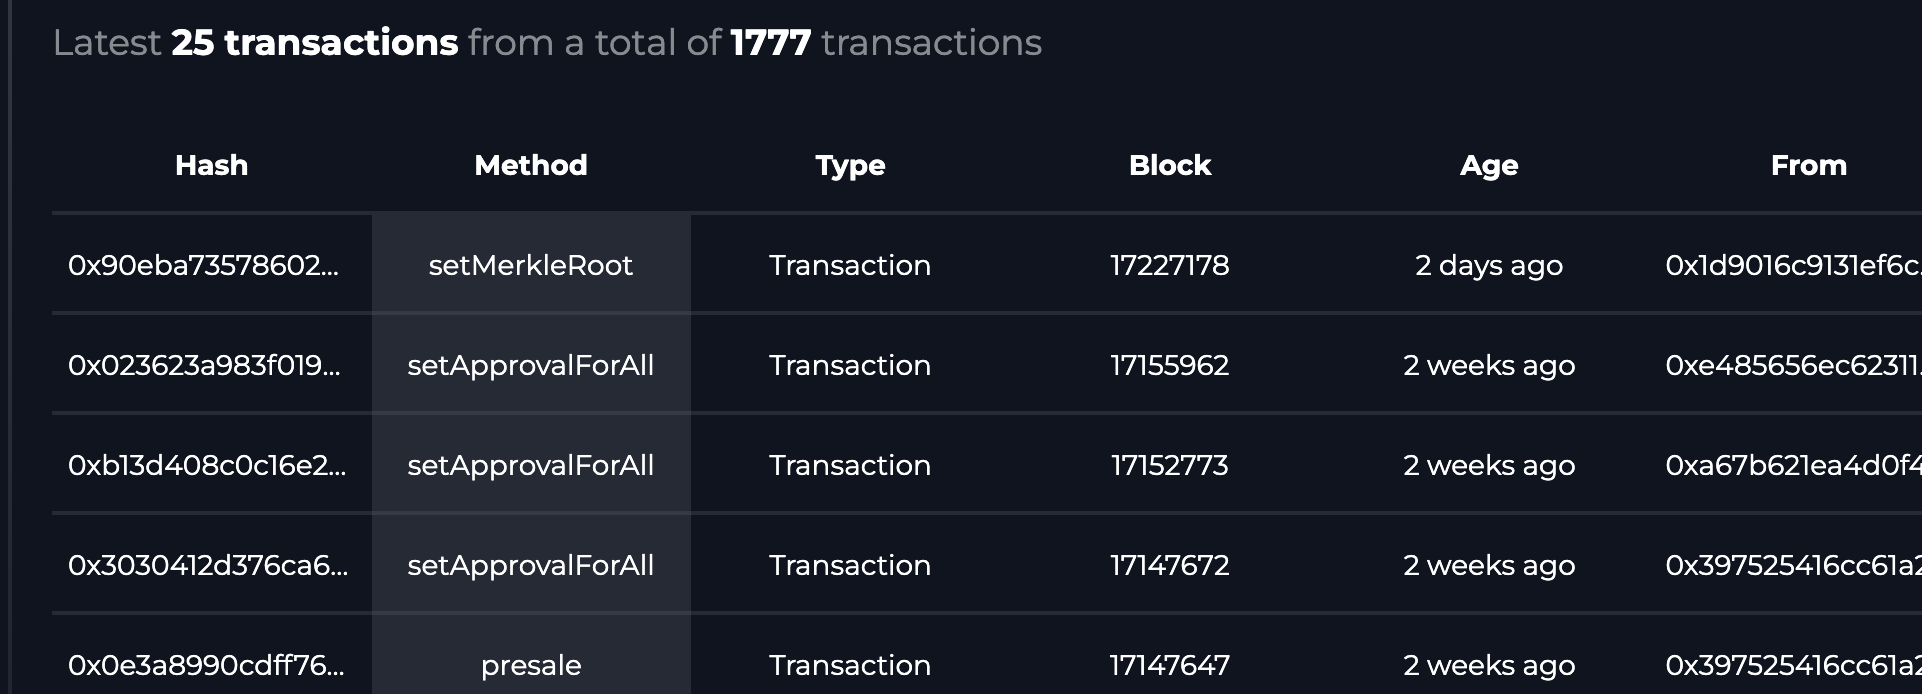 Latest 25 transactions from a total of 1777 transactions
Hash Method Type Block Age From
0x90eba73578602... setMerkleRoot Transaction 17227178 2 days ago 0x1d9016c9131ef6c.
0x023623a983f019... setApprovalForAll Transaction 17155962 2 weeks ago 0xe485656ec62311.
0xb13d408c0c16e2... setApprovalForAll Transaction 17152773 2 weeks ago 0xa67b621ea4d0f4
0x3030412d376ca6... setApprovalForAll Transaction 17147672 2 weeks ago 0x397525416cc61a2
0x0e3a8990cdff76... presale Transaction 17147647 2 weeks ago 0x397525416cc61a2